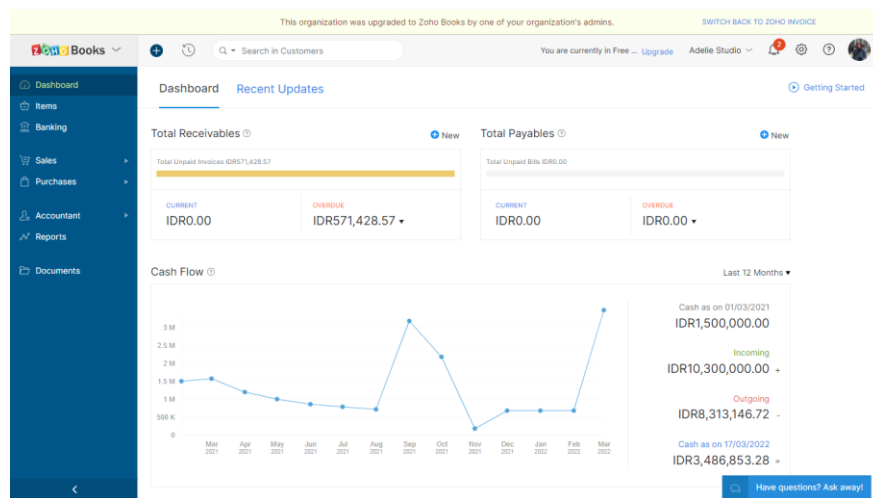 This organization was upgraded to Zoho Books by one of your organization's admins. SWITCH BACK TO ZOHO INVOICE
ZOHO Books
Search in Customers
You are currently in Free ... Upgrade
Adelie Studio
2
Dashboard
Items
Banking
Sales
Purchases
Accountant
Reports
Documents
Dashboard Recent Updates
Getting Started
Total Receivables New
Total Unpaid Invoices IDR571,428.57
CURRENT OVERDUE
IDR0.00 IDR571,428.57
Total Payables New
Total Unpaid Bills IDR0.00
CURRENT OVERDUE
IDR0.00 IDR0.00
Cash Flow Last 12 Months
3 M
2.5 M
2 M
1.5 M
1 M
500 K
0
Mar Apr May Jun Jul Aug Sep Oct Nov Dec Jan Feb Mar
2021 2021 2021 2021 2021 2021 2021 2021 2021 2021 2022 2022 2022
Cash as on 01/03/2021
IDR1,500,000.00
Incoming
IDR10,300,000.00 +
Outgoing
IDR8,313,146.72 -
Cash as on 17/03/2022
IDR3,486,853.28 =
Have questions? Ask away!